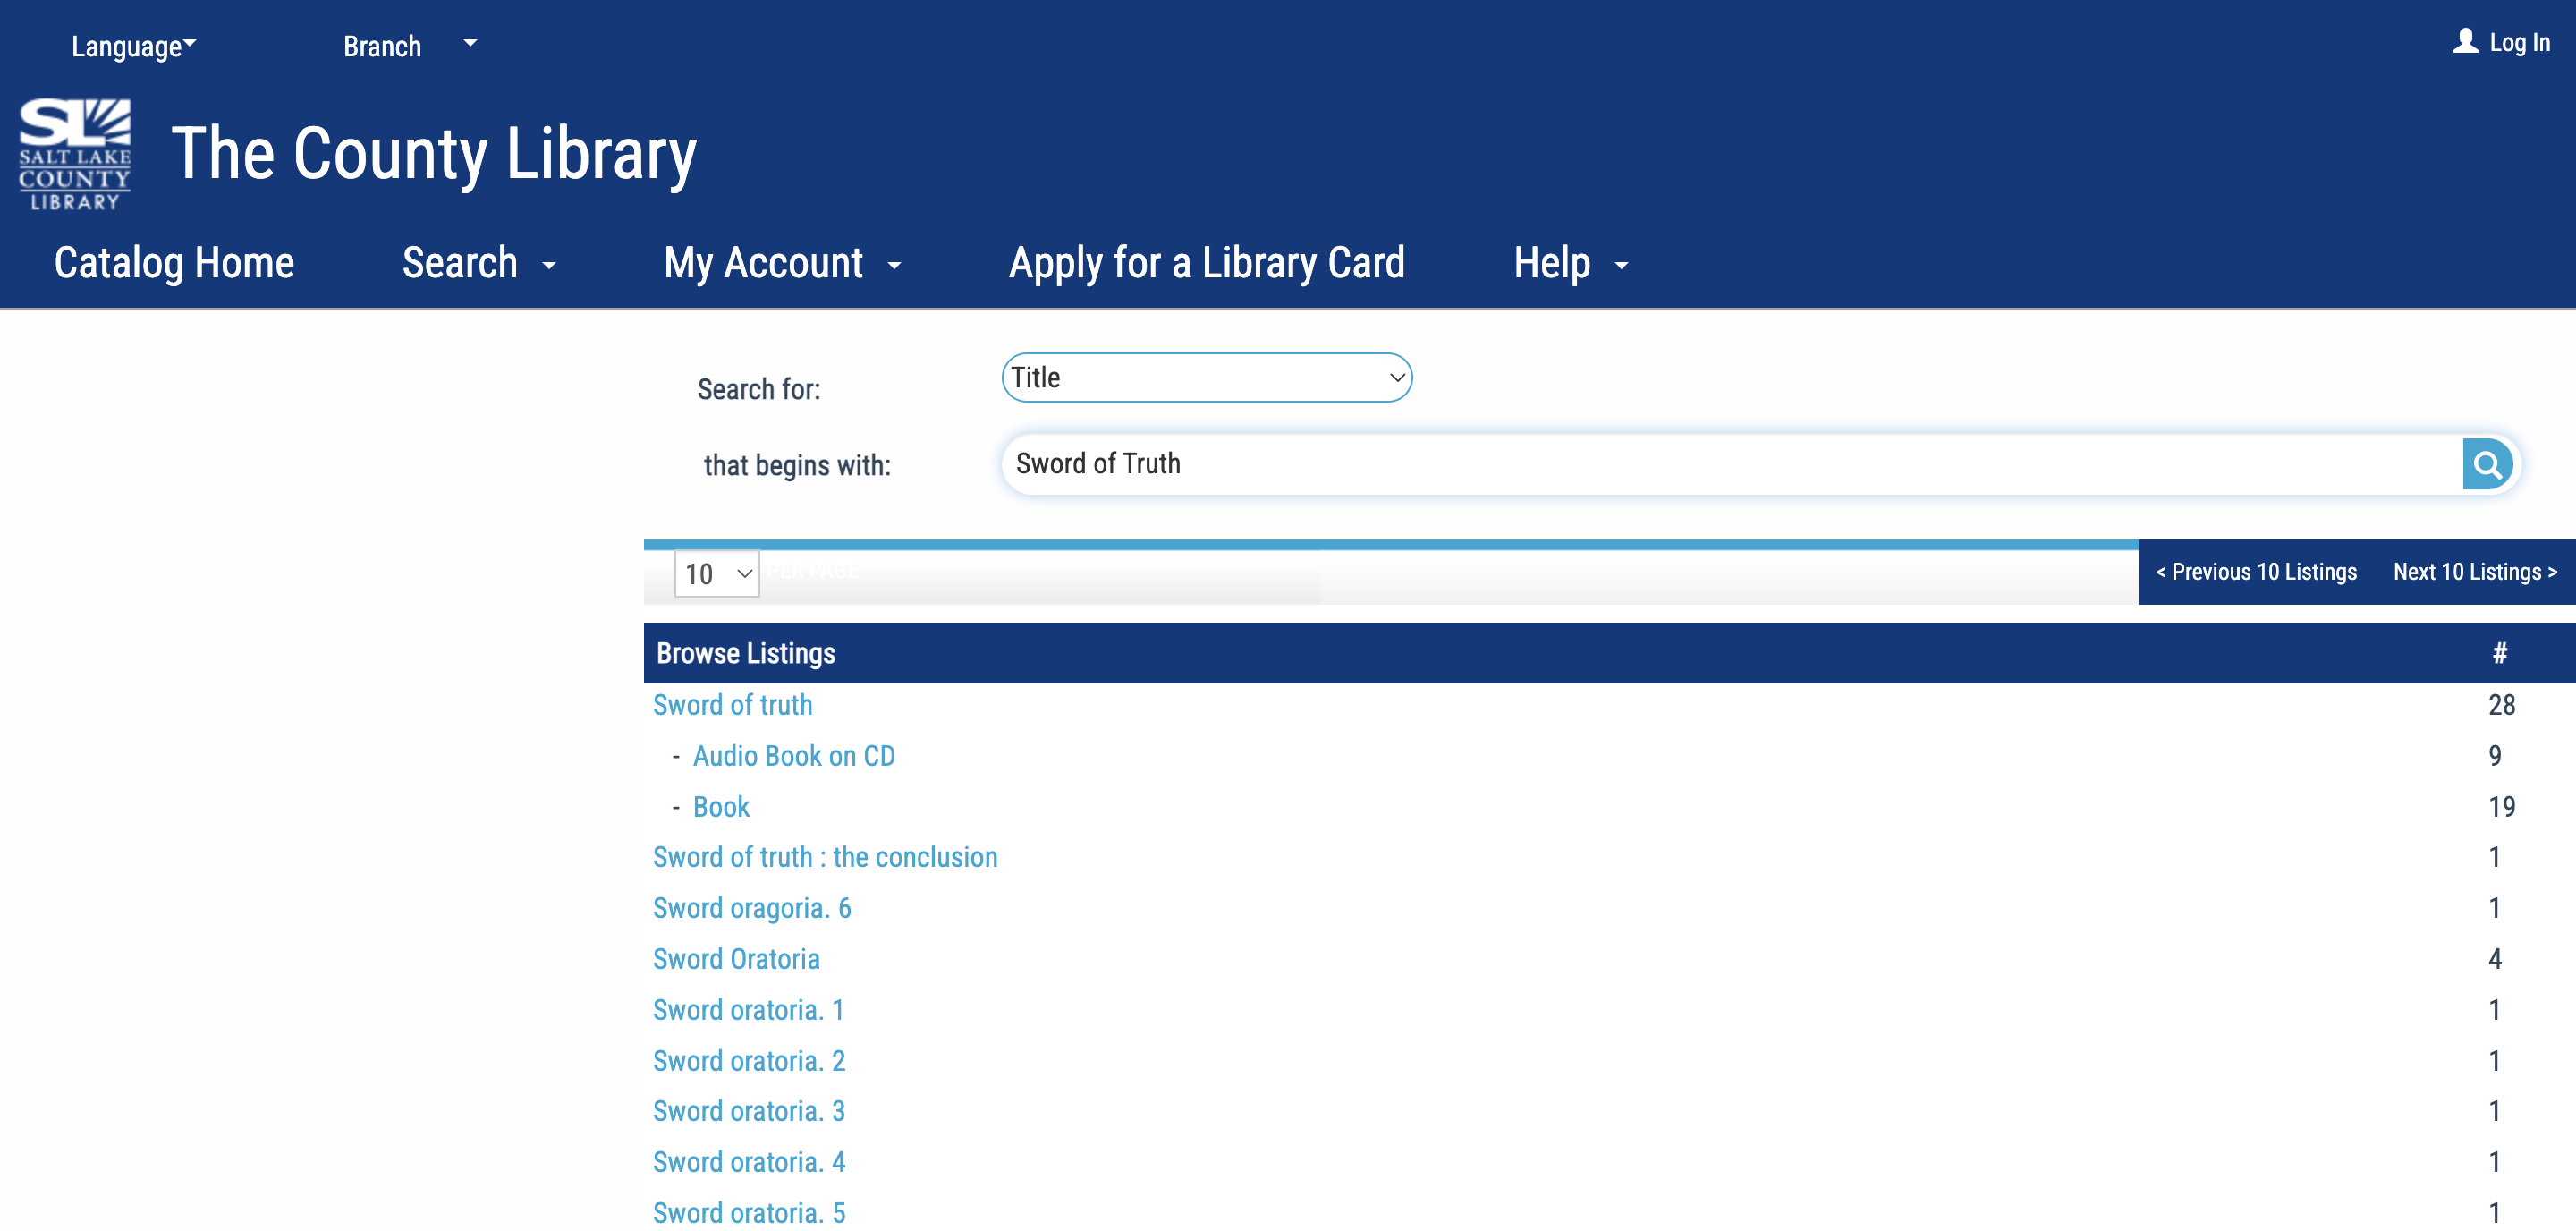 Language
Branch
Log In
SL
SALT LAKE
COUNTY
LIBRARY
The County Library
Catalog Home
Search
My Account
Apply for a Library Card
Help
Search for:
Title
that begins with:
Sword of Truth
10 PER PAGE
< Previous 10 Listings
Next 10 Listings >
Browse Listings #
Sword of truth 28
- Audio Book on CD 9
- Book 19
Sword of truth : the conclusion 1
Sword oragoria. 6 1
Sword Oratoria 4
Sword oratoria. 1 1
Sword oratoria. 2 1
Sword oratoria. 3 1
Sword oratoria. 4 1
Sword oratoria. 5 1